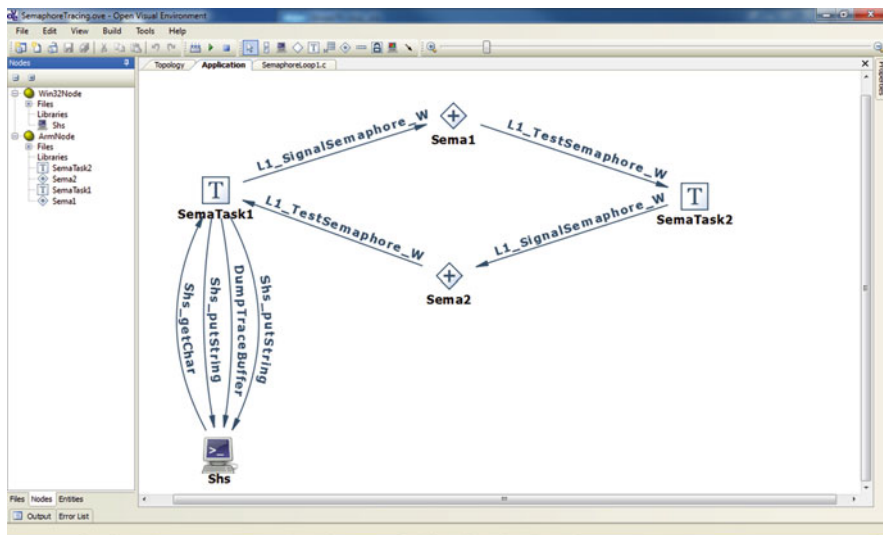 SemaphoreTracing.ove - Open Visual Environment
File Edit View Build Tools Help
Nodes
Topology Application SemaphoreLoop1.c
Properties
Win32Node
Files
Libraries
Shs
ArmNode
Files
Libraries
SemaTask2
Sema2
SemaTask1
Sema1
L1_SignalSemaphore_W
Sema1
L1_TestSemaphore_W
T
SemaTask1
T
SemaTask2
L1_TestSemaphore_W
L1_SignalSemaphore_W
Sema2
Shs_getChar
Shs_putString
DumpTraceBuffer
Shs_putString
Shs
Files Nodes Entities
Output Error List